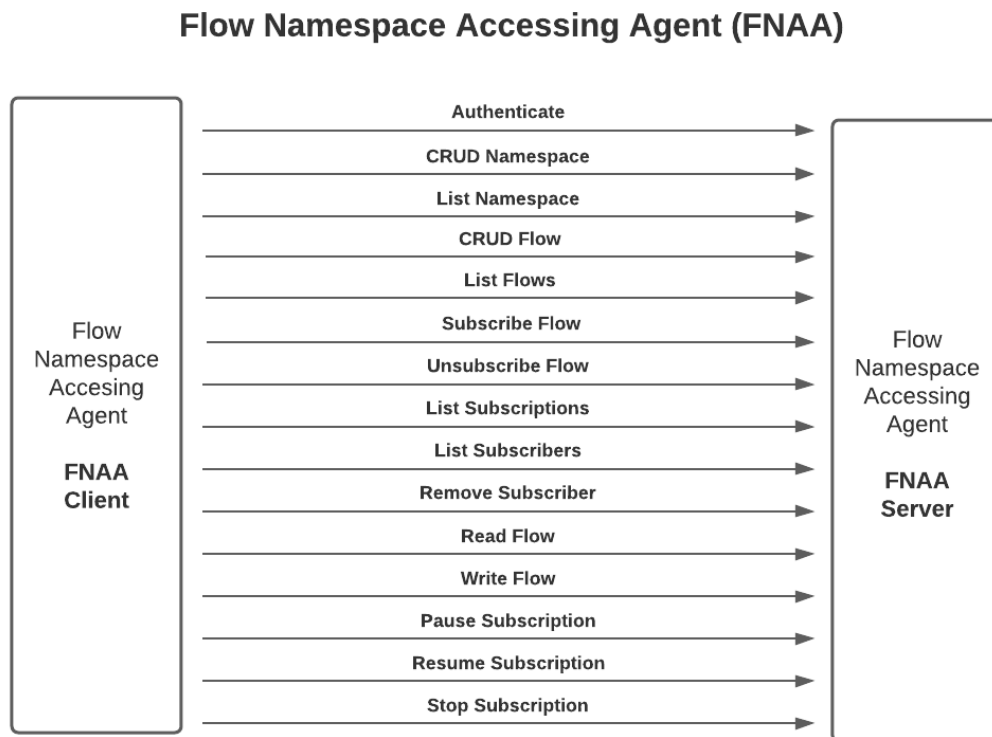 Flow Namespace Accessing Agent (FNAA)
Flow
Namespace
Accesing
Agent
FNAA
Client
Authenticate
CRUD Namespace
List Namespace
CRUD Flow
List Flows
Subscribe Flow
Unsubscribe Flow
List Subscriptions
List Subscribers
Remove Subscriber
Read Flow
Write Flow
Pause Subscription
Resume Subscription
Stop Subscription
Flow
Namespace
Accessing
Agent
FNAA
Server